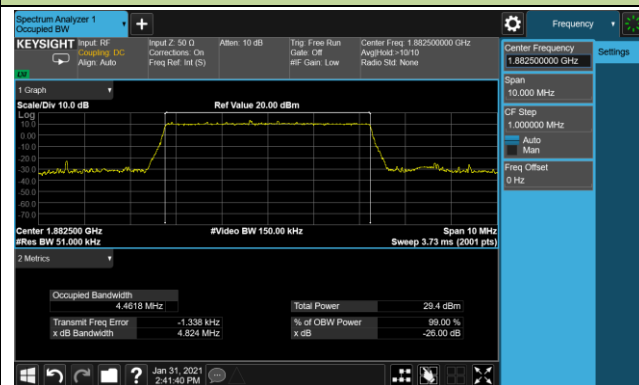 Spectrum Analyzer 1
Occupied BW
Frequency
KEYSIGHT
Input: RF
Coupling: DC
Align: Auto
Input Z: 50 Ω
Corrections: On
Freq Ref: Int (S)
Atten: 10 dB
Trig: Free Run
Gate: Off
#IF Gain: Low
Center Freq: 1.882500000 GHz
Avg|Hold:>10/10
Radio Std: None
LXI
Center Frequency
1.882500000 GHz
Settings
Span
10.000 MHz
CF Step
1.000000 MHz
Auto
Man
Freq Offset
0 Hz
1 Graph
Scale/Div 10.0 dB
Ref Value 20.00 dBm
Log
10.0
0.00
-10.0
-20.0
-30.0
-40.0
-50.0
-60.0
-70.0
Center 1.882500 GHz
#Video BW 150.00 kHz
Span 10 MHz
#Res BW 51.000 kHz
Sweep 3.73 ms (2001 pts)
2 Metrics
Occupied Bandwidth
4.4618 MHz
Total Power
29.4 dBm
Transmit Freq Error
-1.338 kHz
% of OBW Power
99.00 %
x dB Bandwidth
4.824 MHz
x dB
-26.00 dB
?
Jan 31, 2021
2:41:40 PM